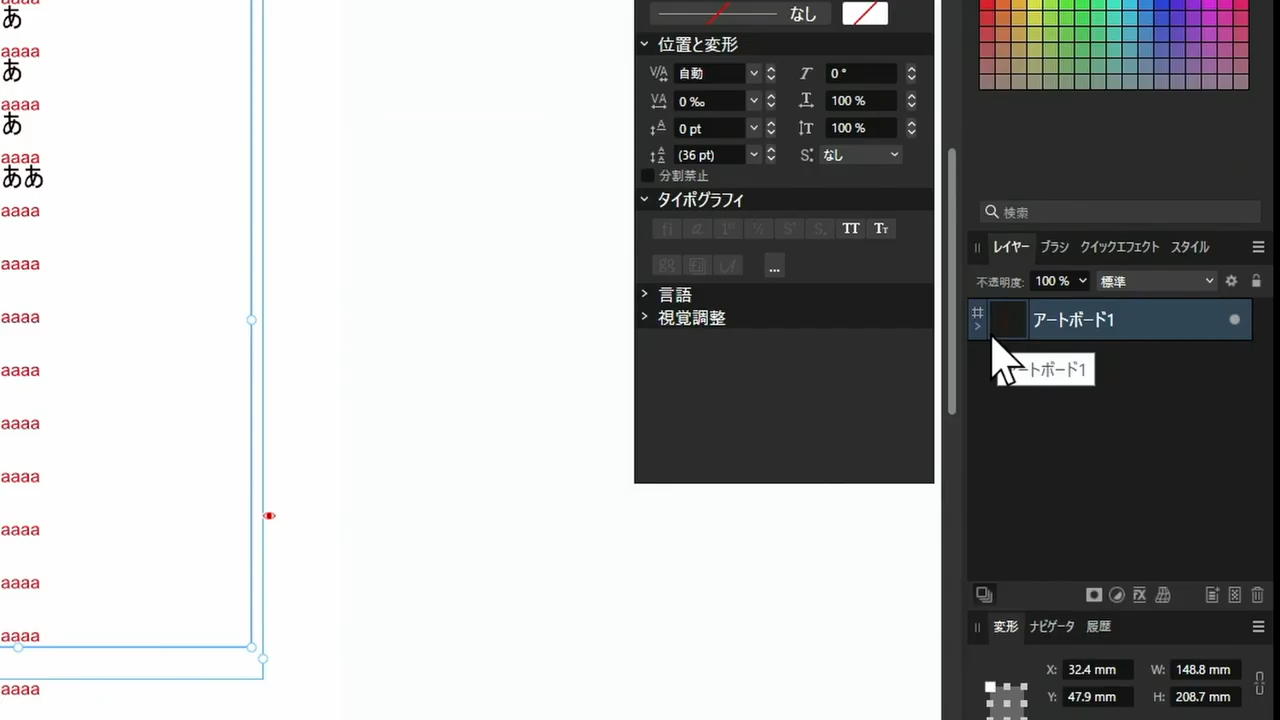 aaaa
あ
aaaa
あ
aaaa
あ
aaaa
ああ
aaaa
aaaa
aaaa
aaaa
aaaa
aaaa
aaaa
aaaa
aaaa
aaaa
なし
位置と変形
自動
0 °
0 ‰
100 %
0 pt
100 %
(36 pt)
なし
分割禁止
タイポグラフィ
fi
TT
Tт
...
言語
視覚調整
検索
レイヤー ブラシ クイックエフェクト スタイル
不透明度: 100 % 標準
アートボード1
ートボード1
変形 ナビゲータ 履歴
X: 32.4 mm W: 148.8 mm
Y: 47.9 mm H: 208.7 mm